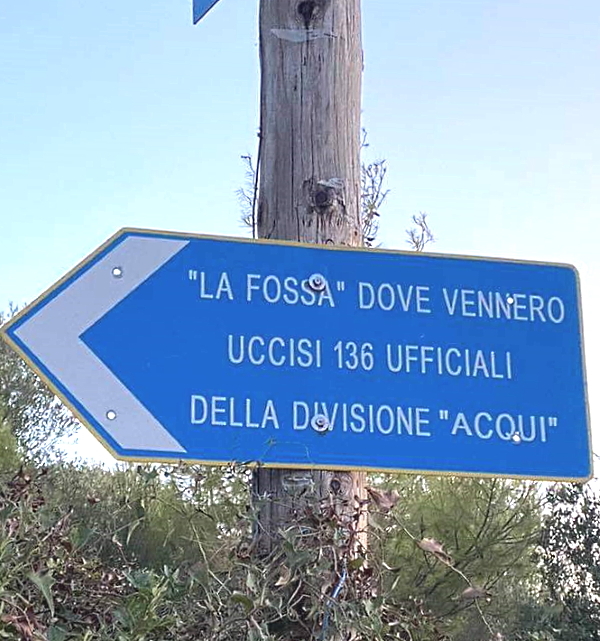 "LA FOSSA" DOVE VENNERO
UCCISI 136 UFFICIALI
DELLA DIVISIONE "ACQUI"